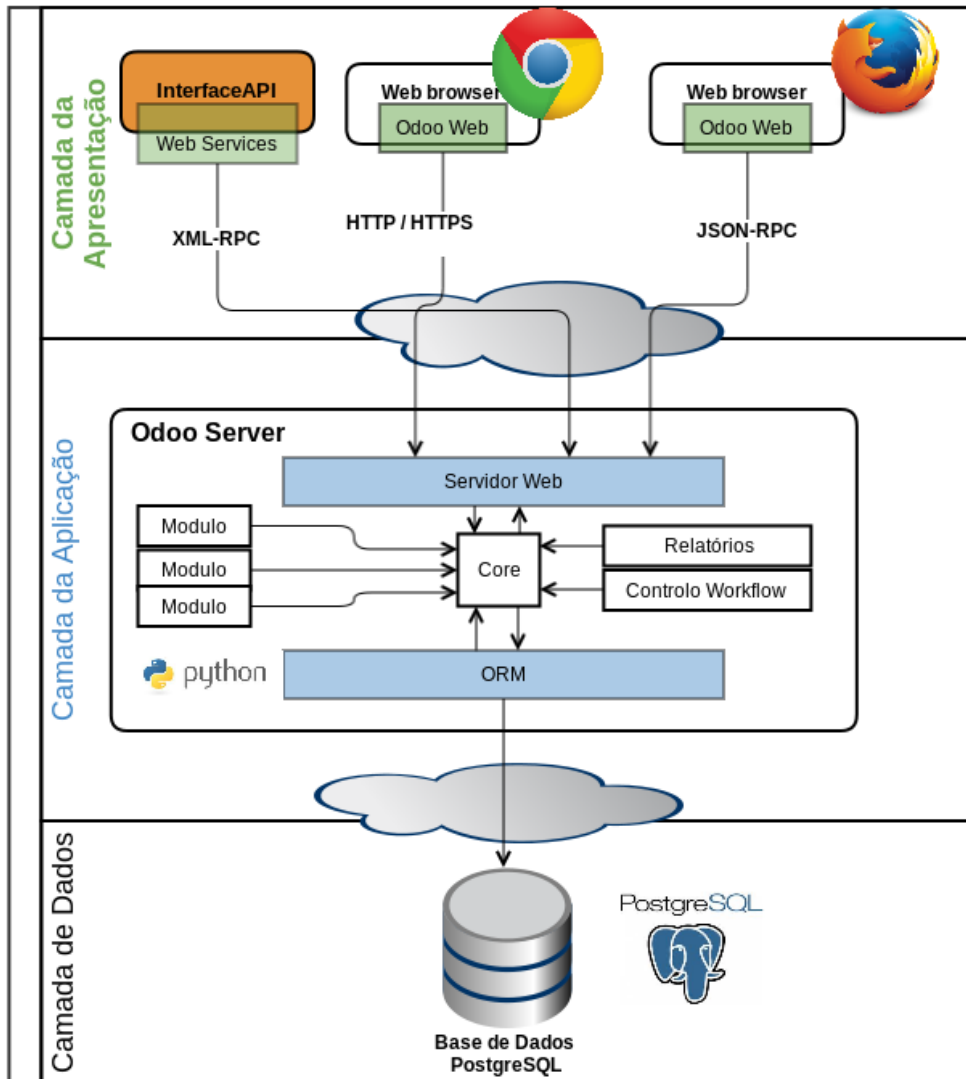 Camada da
Apresentação
InterfaceAPI
Web Services
Web browser
Odoo Web
Web browser
Odoo Web
XML-RPC
HTTP / HTTPS
JSON-RPC
Camada da Aplicação
Odoo Server
Servidor Web
Modulo
Modulo
Modulo
Core
Relatórios
Controlo Workflow
python
ORM
Camada de Dados
PostgreSQL
Base de Dados
PostgreSQL